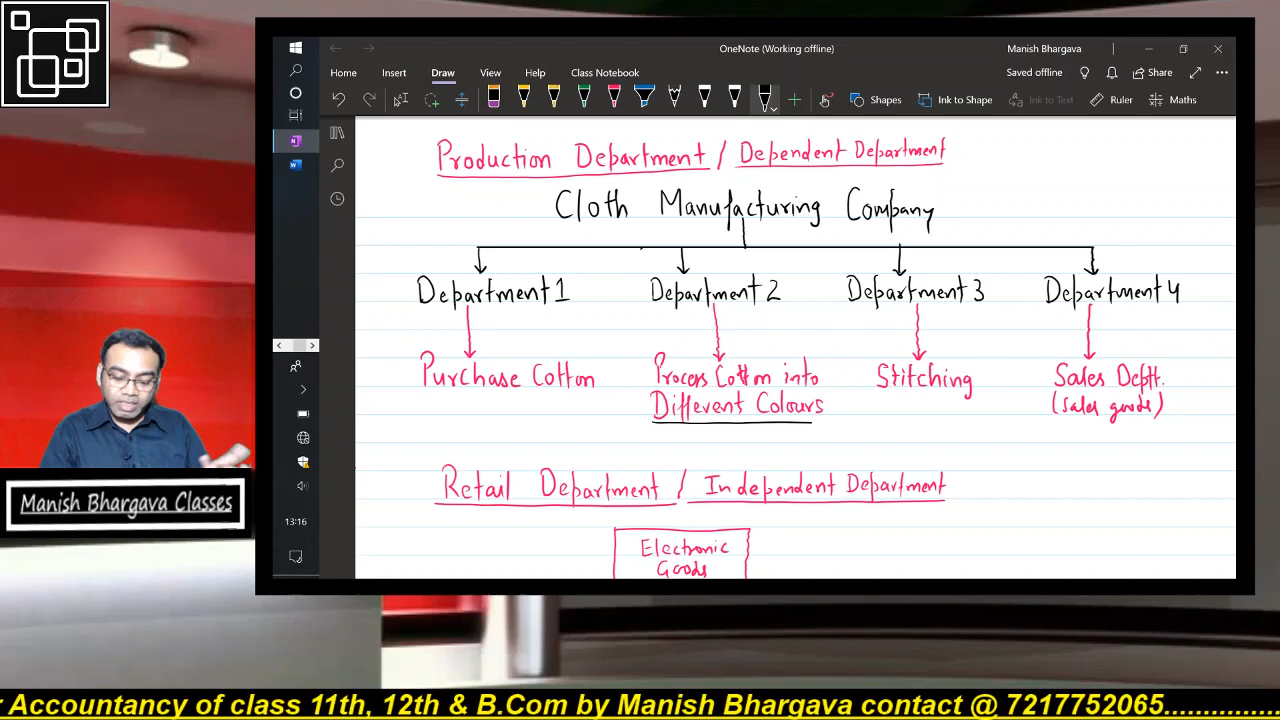 OneNote (Working offline)
Manish Bhargava
Home Insert Draw View Help Class Notebook
Saved offline
Share
Shapes
Ink to Shape
Ink to Text
Ruler
Maths
Production Department / Dependent Department
Cloth Manufacturing Company
Department 1 Department 2 Department 3 Department 4
Purchase Cotton
Process Cotton into
Different Colours
Stitching
Sales Deptt.
(Sales goods)
Retail Department / Independent Department
Electronic
Goods
Manish Bhargava Classes
13:16
r Accountancy of class 11th, 12th & B.Com by Manish Bhargava contact @ 7217752065...............